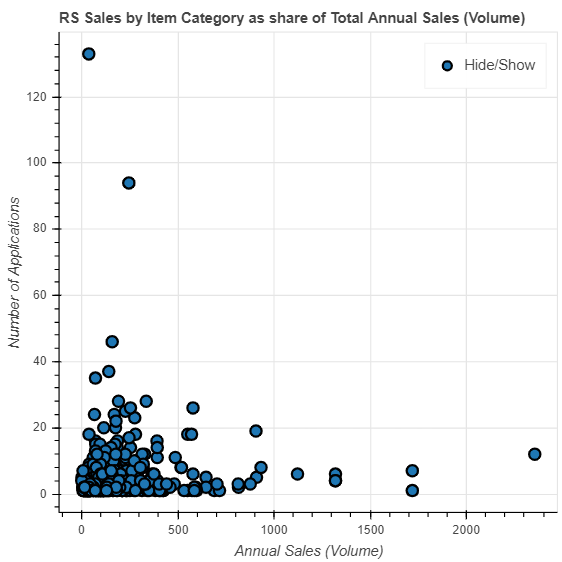 RS Sales by Item Category as share of Total Annual Sales (Volume)
Hide/Show
120
100
80
60
40
20
0
Number of Applications
0 500 1000 1500 2000
Annual Sales (Volume)